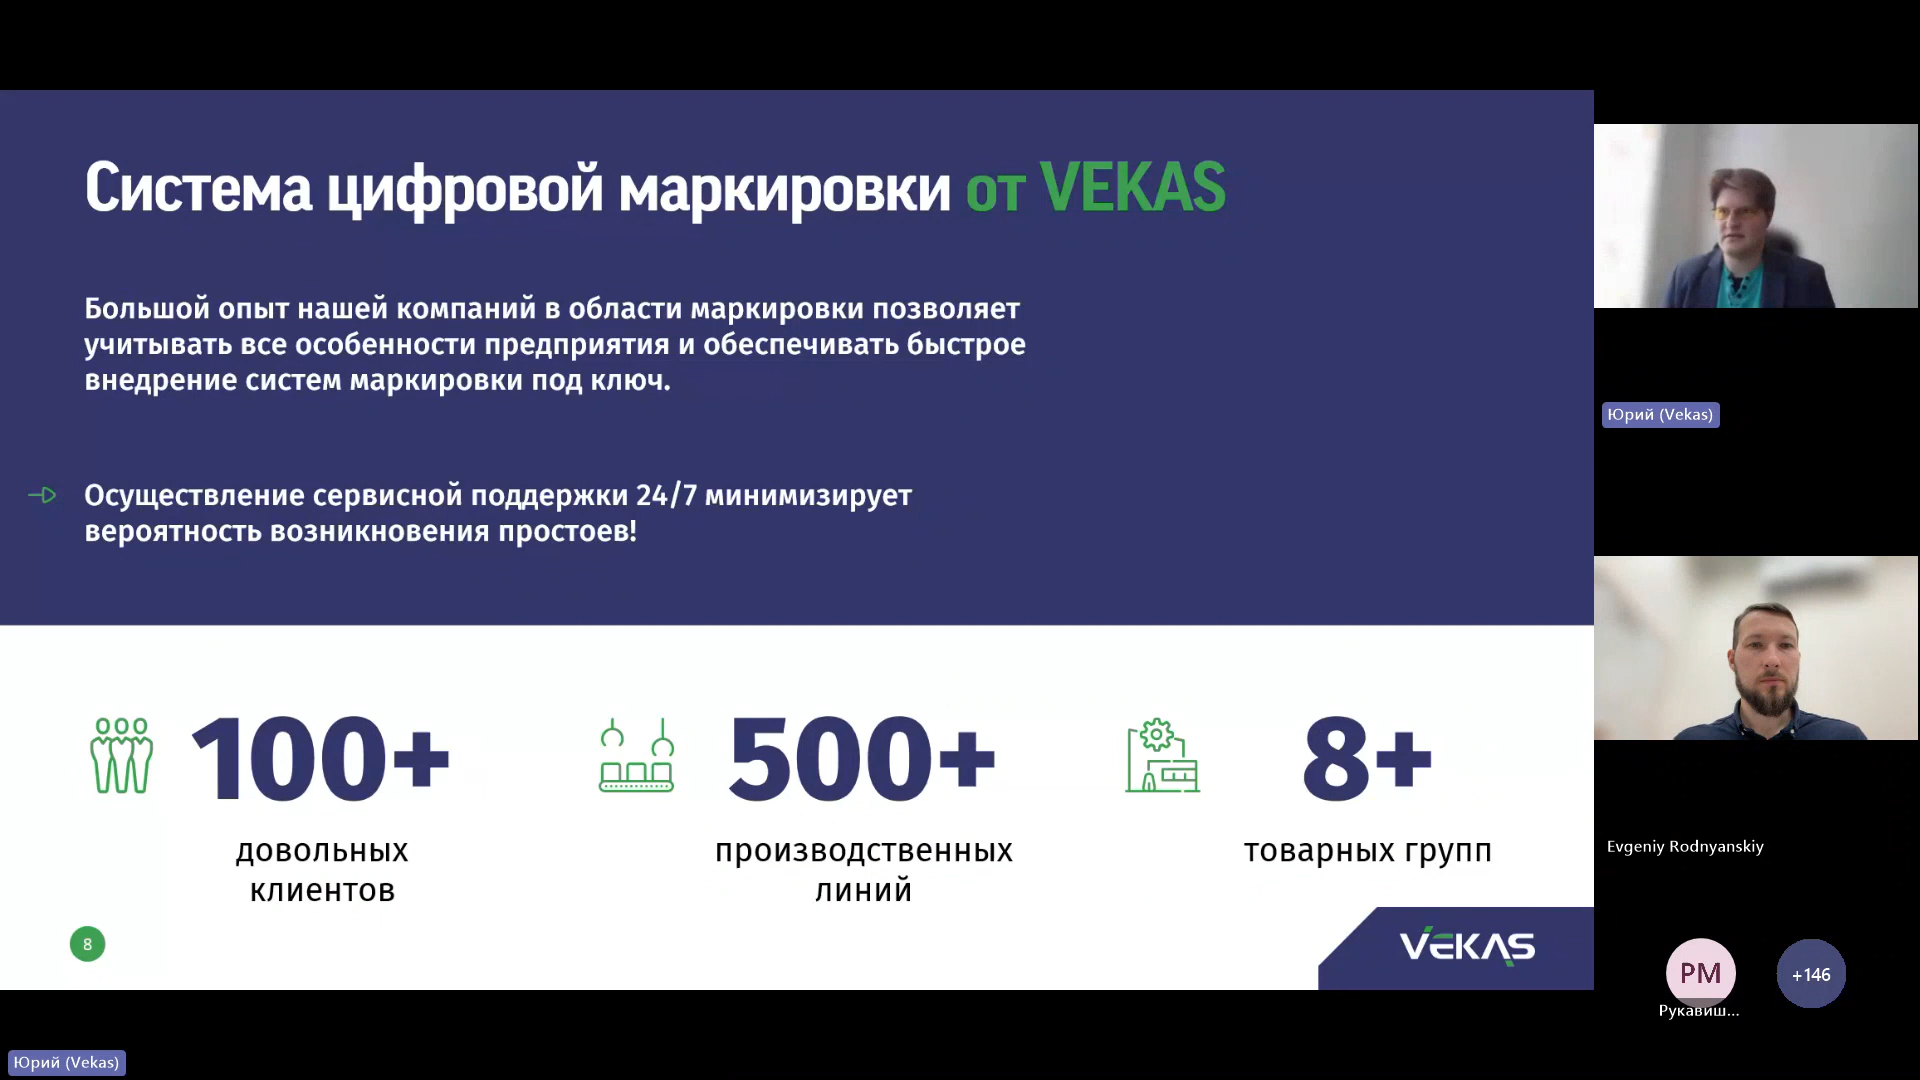 Система цифровой маркировки от VEKAS
Большой опыт нашей компаний в области маркировки позволяет
учитывать все особенности предприятия и обеспечивать быстрое
внедрение систем маркировки под ключ.
Осуществление сервисной поддержки 24/7 минимизирует
вероятность возникновения простоев!
100+
довольных
клиентов
500+
производственных
линий
8+
товарных групп
8
VEKAS
Юрий (Vekas)
Юрий (Vekas)
Evgeniy Rodnyanskiy
РМ
Рукавиш...
+146